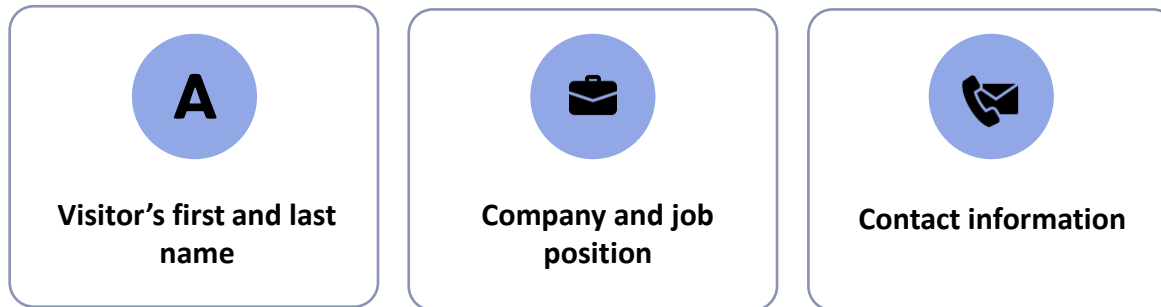 A
Visitor’s first and last
name
Company and job
position
Contact information